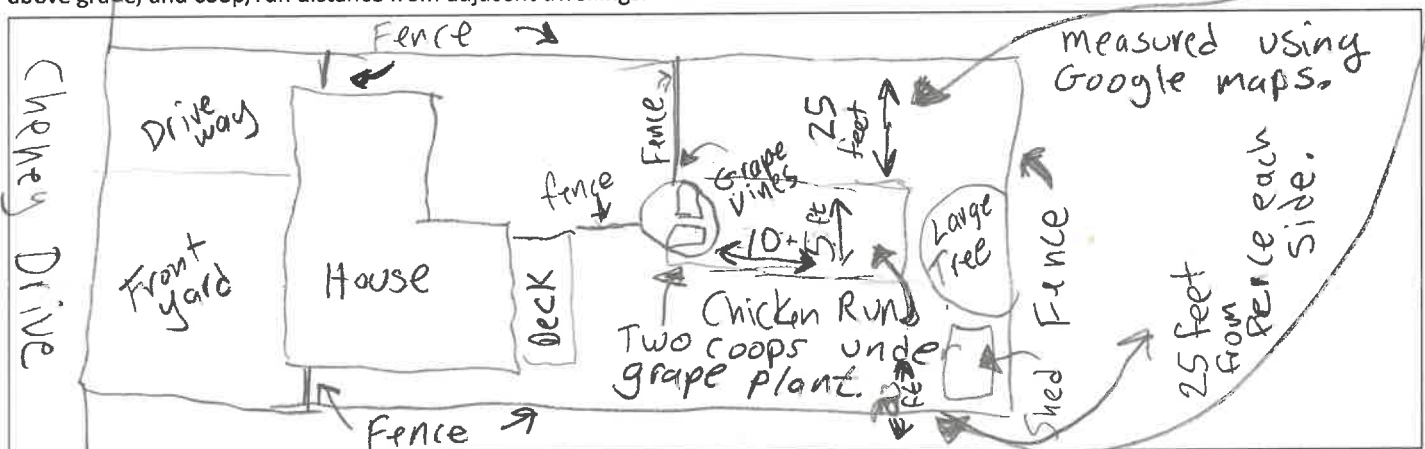 above grade, and coop, run distance from adjacent
Fence
measured using
Google maps.
Cheney Drive
Drive
way
Fence
25
feet
Grape
vines
fence
Front
yard
House
Deck
10+
5 ft
Large
Tree
Fence
25 feet
from
fence each
side.
Chicken Run
Two coops under
grape plant.
Shed
Fence